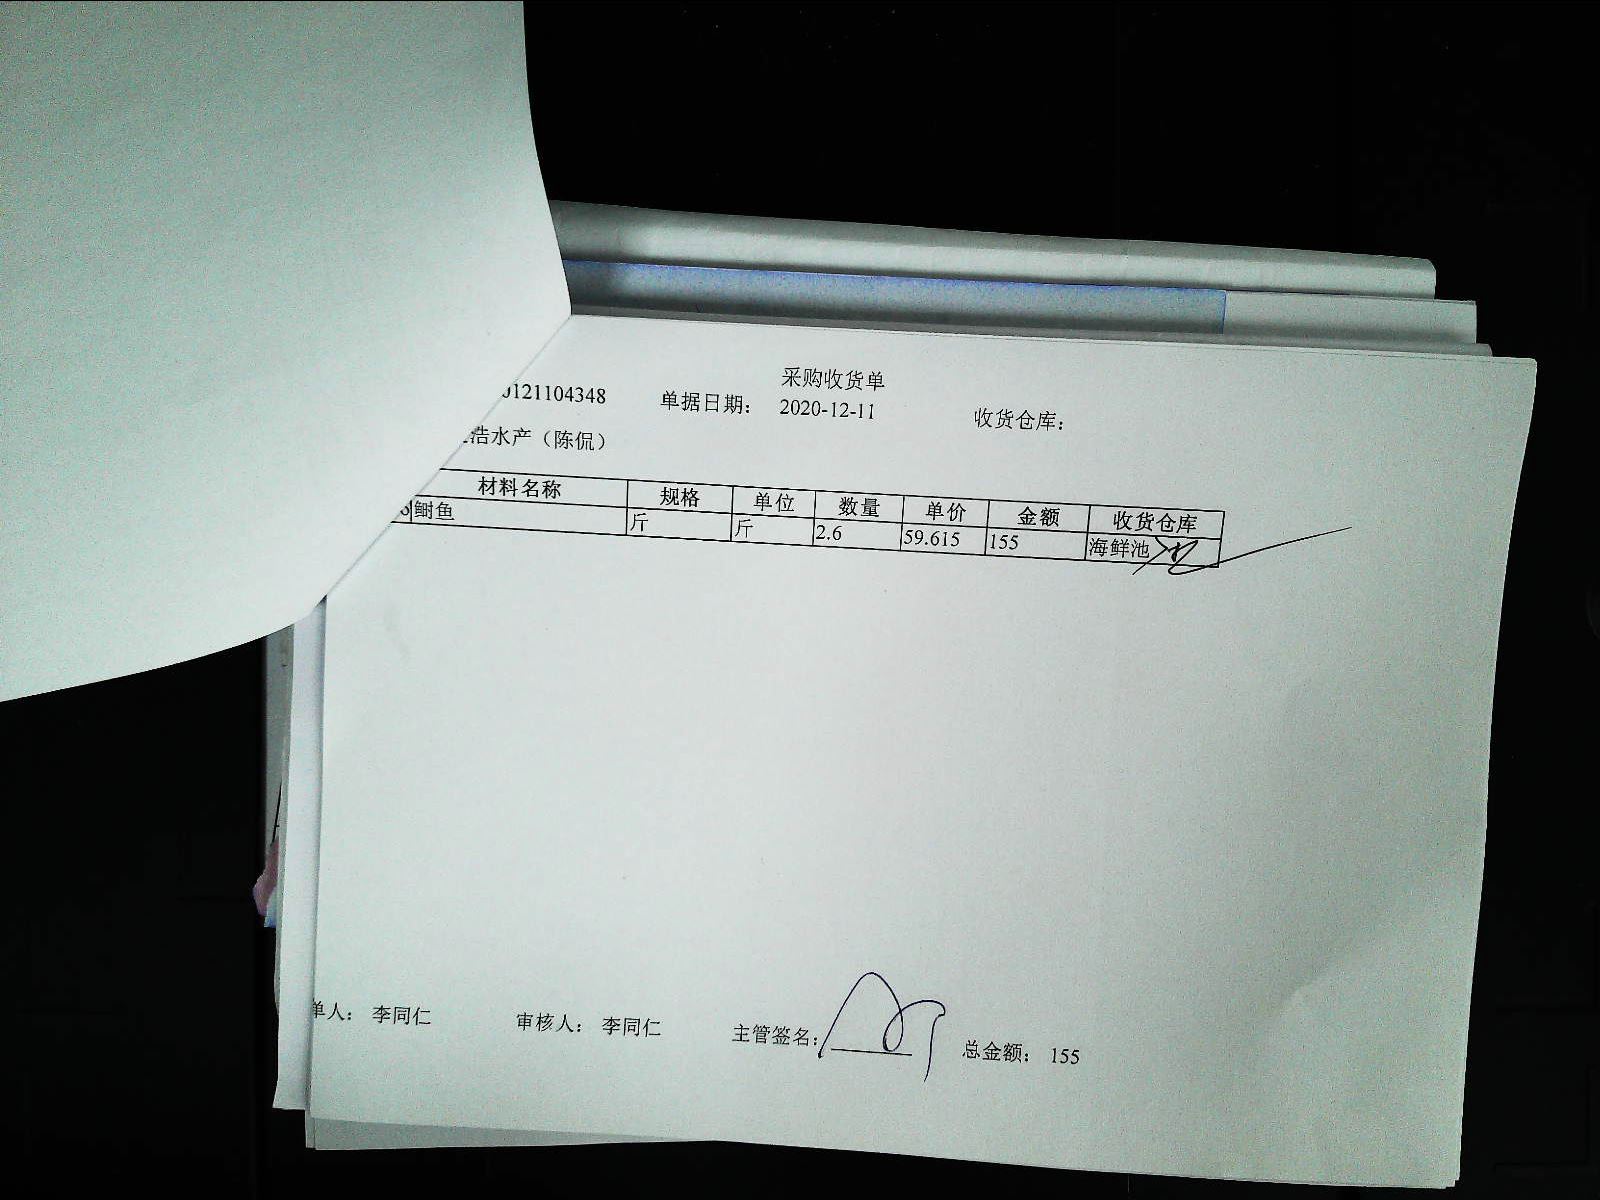 采购收货单
0121104348 单据日期： 2020-12-11 收货仓库：
浩水产（陈侃）
材料名称 规格 单位 数量 单价 金额 收货仓库
鲥鱼 斤 斤 2.6 59.615 155 海鲜池
单人： 李同仁 审核人： 李同仁 主管签名： 总金额： 155